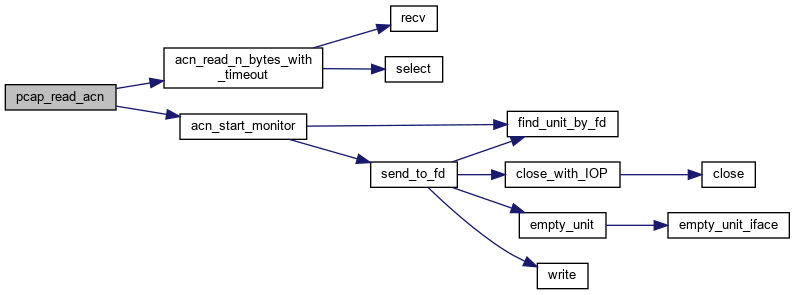 pcap_read_acn
acn_read_n_bytes_with
_timeout
recv
select
acn_start_monitor
find_unit_by_fd
send_to_fd
close_with_IOP
close
empty_unit
empty_unit_iface
write